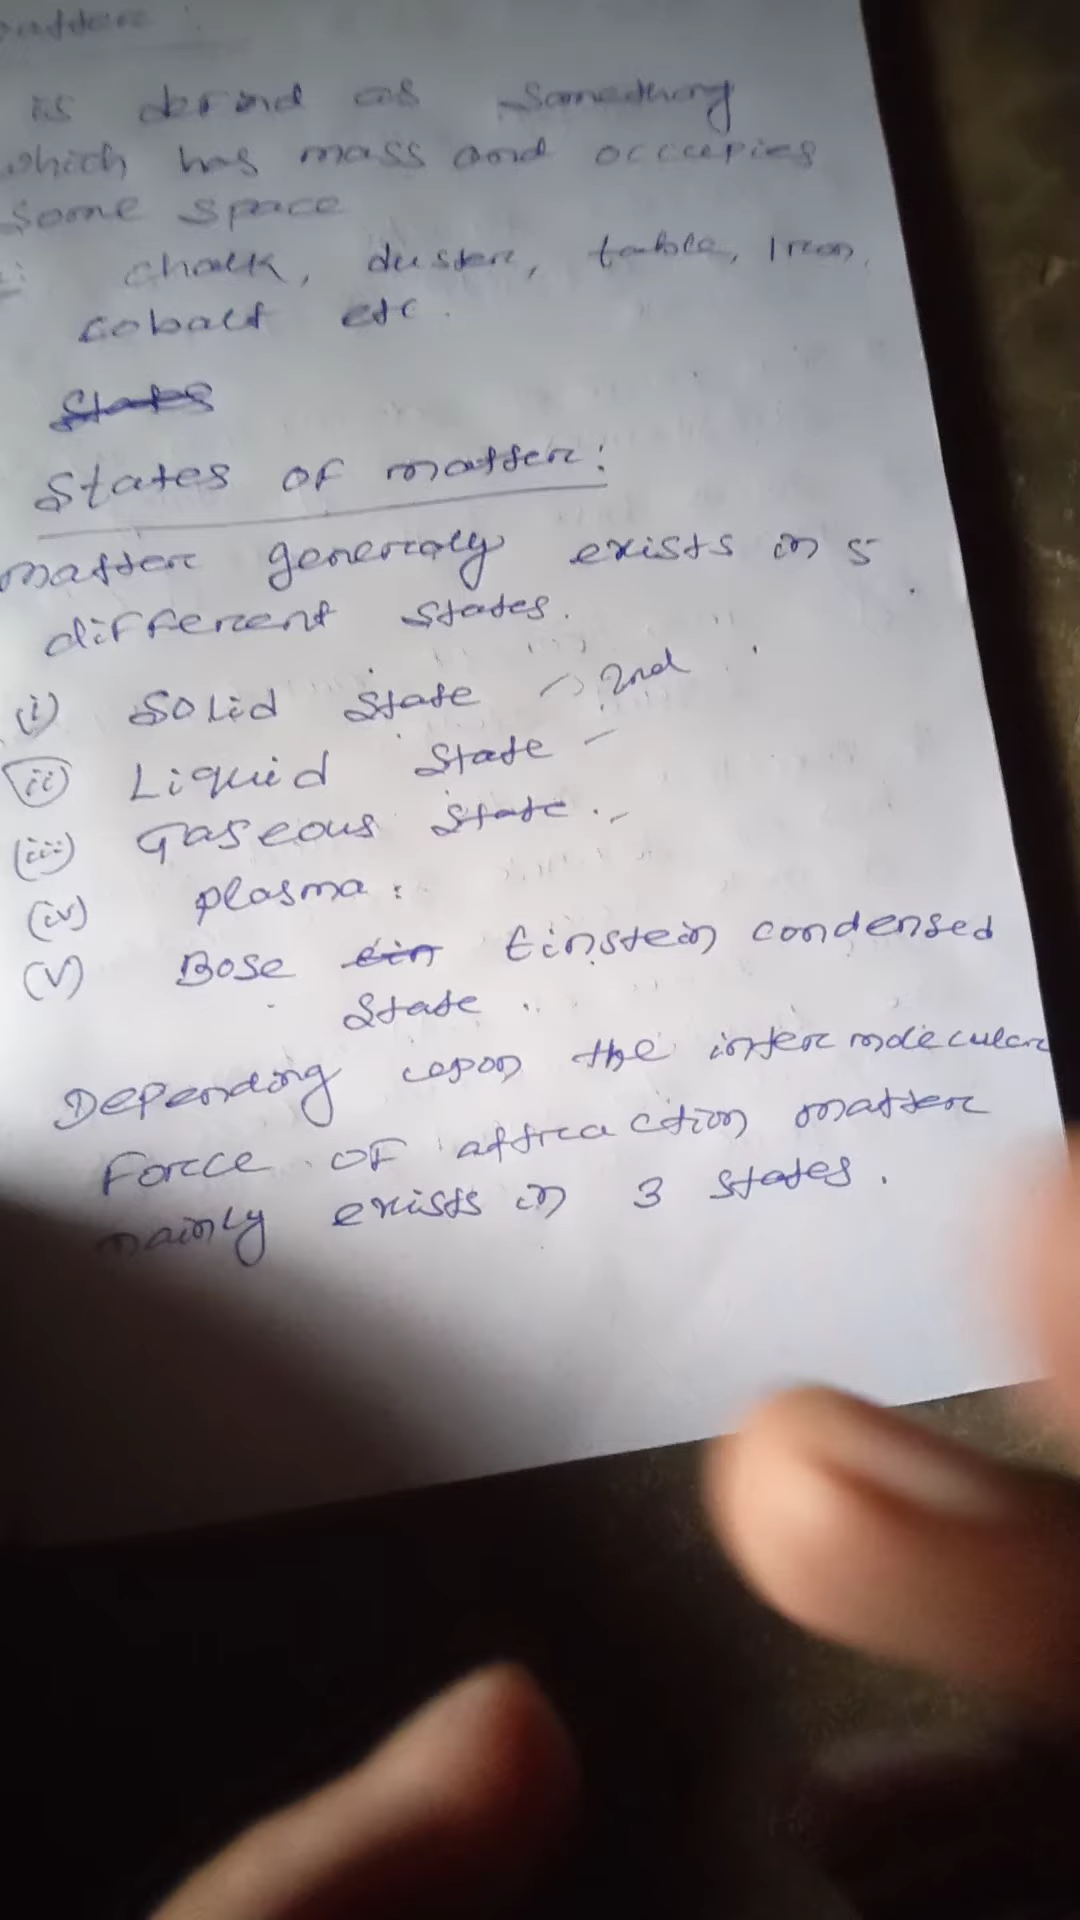 matter
is defind as something
which has mass and occupies
some space
: chalk, duster, table, Iron,
cobalt etc.
States
States of matter:
matter generaly exists in 5
different states.
(i) Solid state → 2nd
(ii) Liquid state -
(iii) Gaseous state. -
(iv) plasma :
(v) Bose ein Einstein condensed
state .
Depending upon the inter molecular
force of attraction matter
mainly exists in 3 states.